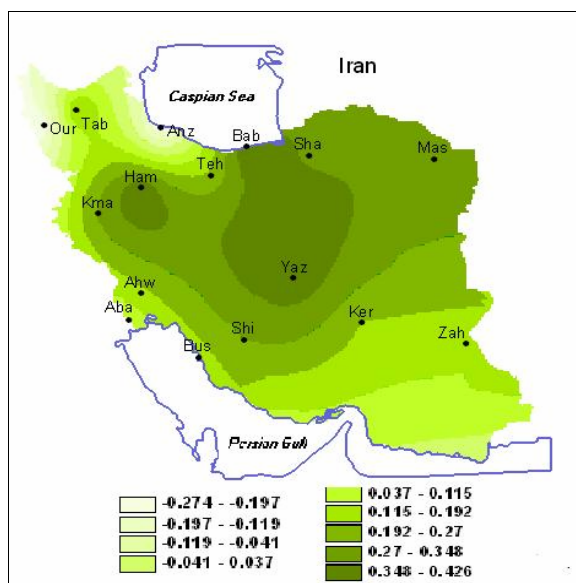 Iran
Caspian Sea
Tab
Our
Anz
Bab
Sha
Mas
Teh
Ham
Kma
Yaz
Ahw
Aba
Ker
Shi
Zah
Bus
Persian Gulf
-0.274 - -0.197
-0.197 - -0.119
-0.119 - -0.041
-0.041 - 0.037
0.037 - 0.115
0.115 - 0.192
0.192 - 0.27
0.27 - 0.348
0.348 - 0.426